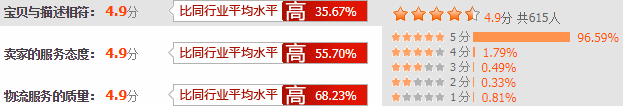 宝贝与描述相符： 4.9分 比同行业平均水平 高 35.67%
卖家的服务态度： 4.9分 比同行业平均水平 高 55.70%
物流服务的质量： 4.9分 比同行业平均水平 高 68.23%
4.9分 共615人
5分 96.59%
4分 1.79%
3分 0.49%
2分 0.33%
1分 0.81%